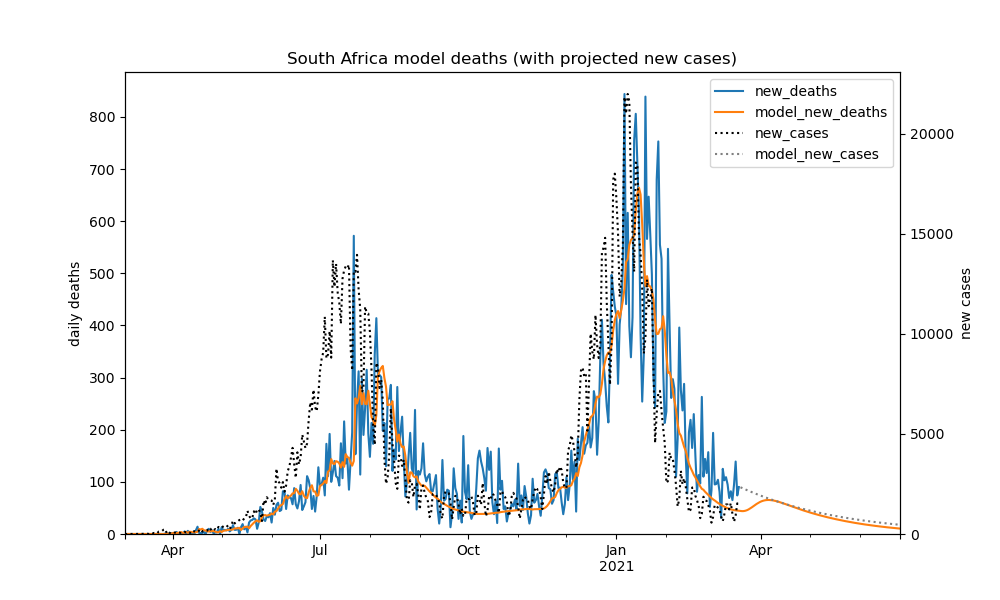 South Africa model deaths (with projected new cases)
new_deaths
model_new_deaths
new_cases
model_new_cases
daily deaths
800
700
600
500
400
300
200
100
0
20000
15000
10000
5000
0
new cases
Apr
Jul
Oct
Jan
2021
Apr